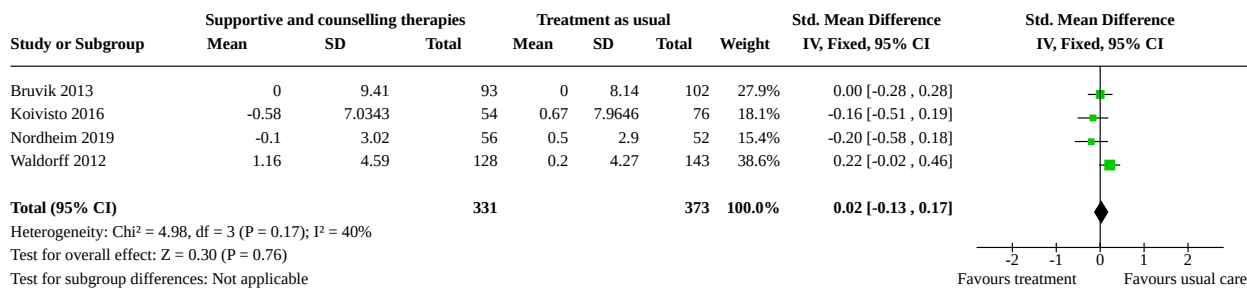 Supportive and counselling therapies Treatment as usual Std. Mean Difference Std. Mean Difference
Study or Subgroup Mean SD Total Mean SD Total Weight IV, Fixed, 95% CI IV, Fixed, 95% CI
Bruvik 2013 0 9.41 93 0 8.14 102 27.9% 0.00 [-0.28 , 0.28]
Koivisto 2016 -0.58 7.0343 54 0.67 7.9646 76 18.1% -0.16 [-0.51 , 0.19]
Nordheim 2019 -0.1 3.02 56 0.5 2.9 52 15.4% -0.20 [-0.58 , 0.18]
Waldorff 2012 1.16 4.59 128 0.2 4.27 143 38.6% 0.22 [-0.02 , 0.46]
Total (95% CI) 331 373 100.0% 0.02 [-0.13 , 0.17]
Heterogeneity: Chi² = 4.98, df = 3 (P = 0.17); I² = 40%
Test for overall effect: Z = 0.30 (P = 0.76) -2 -1 0 1 2
Test for subgroup differences: Not applicable Favours treatment Favours usual care